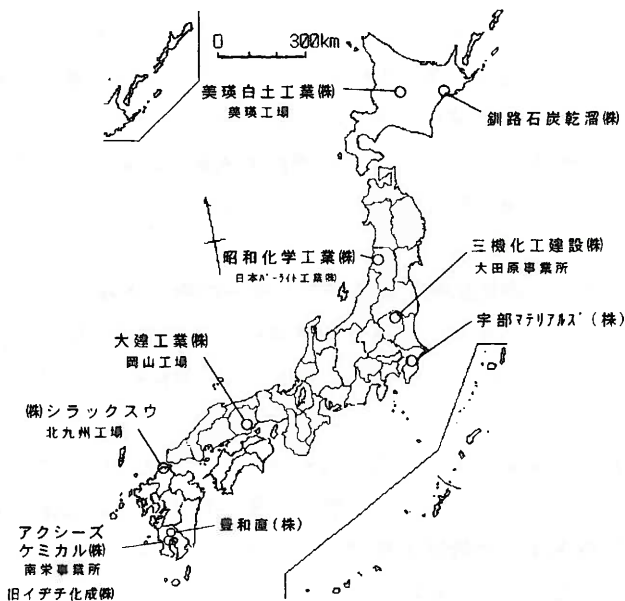 0 300km
美瑛白土工業㈱
美瑛工場
釧路石炭乾溜㈱
昭和化学工業㈱
日本パーライト工業㈱
三機化工建設㈱
大田原事業所
宇部マテリアルズ(株)
大建工業㈱
岡山工場
㈱シラックスウ
北九州工場
アクシーズ
ケミカル㈱
南栄事業所
豊和直(株)
旧イヂチ化成㈱